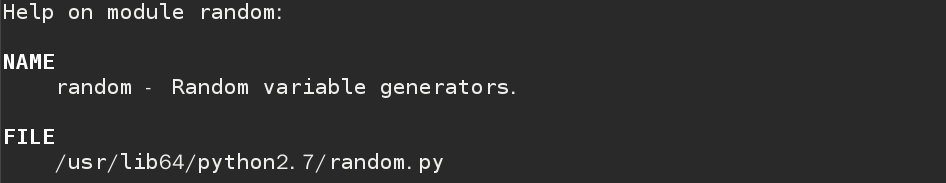 Help on module random:
NAME
random - Random variable generators.
FILE
/usr/lib64/python2.7/random.py